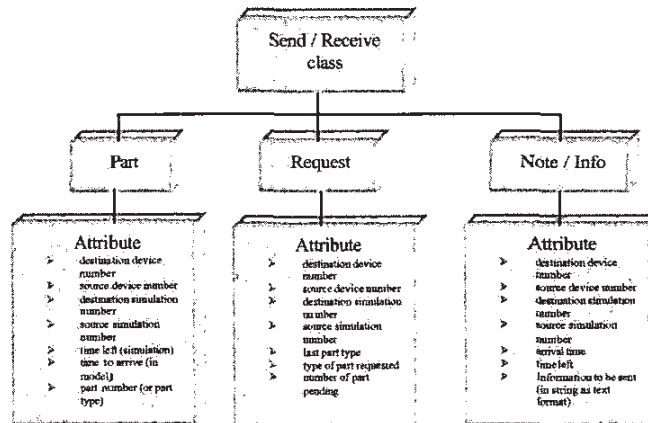 Send / Receive
class
Part
Request
Note / Info
Attribute
destination device
number
source device number
destination simulation
number
source simulation
number
time left (simulation)
time to arrive (in
model)
part number (or part
type)
Attribute
destination device
number
source device number
destination simulation
number
source simulation
number
last part type
type of part requested
number of part
pending
Attribute
destination device
number
source device number
destination simulation
number
source simulation
number
arrival time
time left
Information to be sent
(in string as text
format)